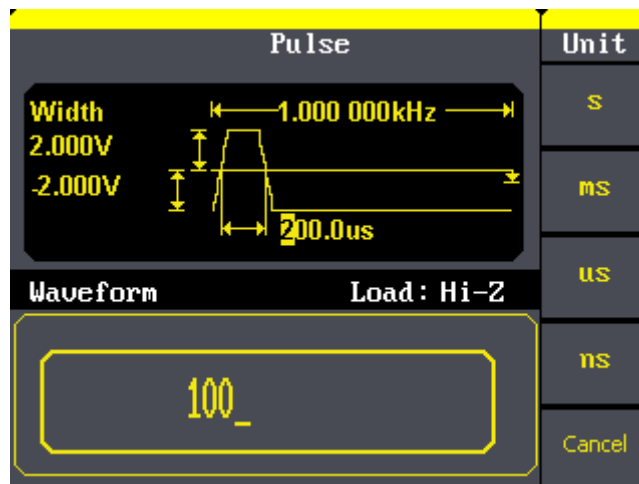 Pulse
Unit
Width
1.000 000kHz
2.000V
-2.000V
200.0us
Waveform
Load: Hi-Z
100_
s
ms
us
ns
Cancel